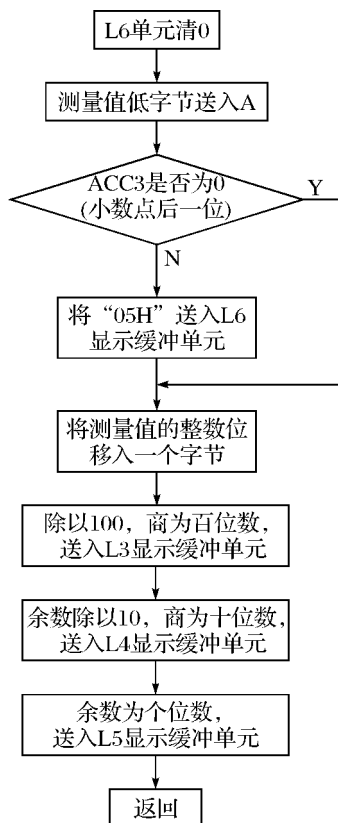 L6单元清0
测量值低字节送入A
ACC3是否为0
(小数点后一位)
Y
N
将“05H”送入L6
显示缓冲单元
将测量值的整数位
移入一个字节
除以100，商为百位数，
送入L3显示缓冲单元
余数除以10，商为十位数，
送入L4显示缓冲单元
余数为个位数，
送入L5显示缓冲单元
返回